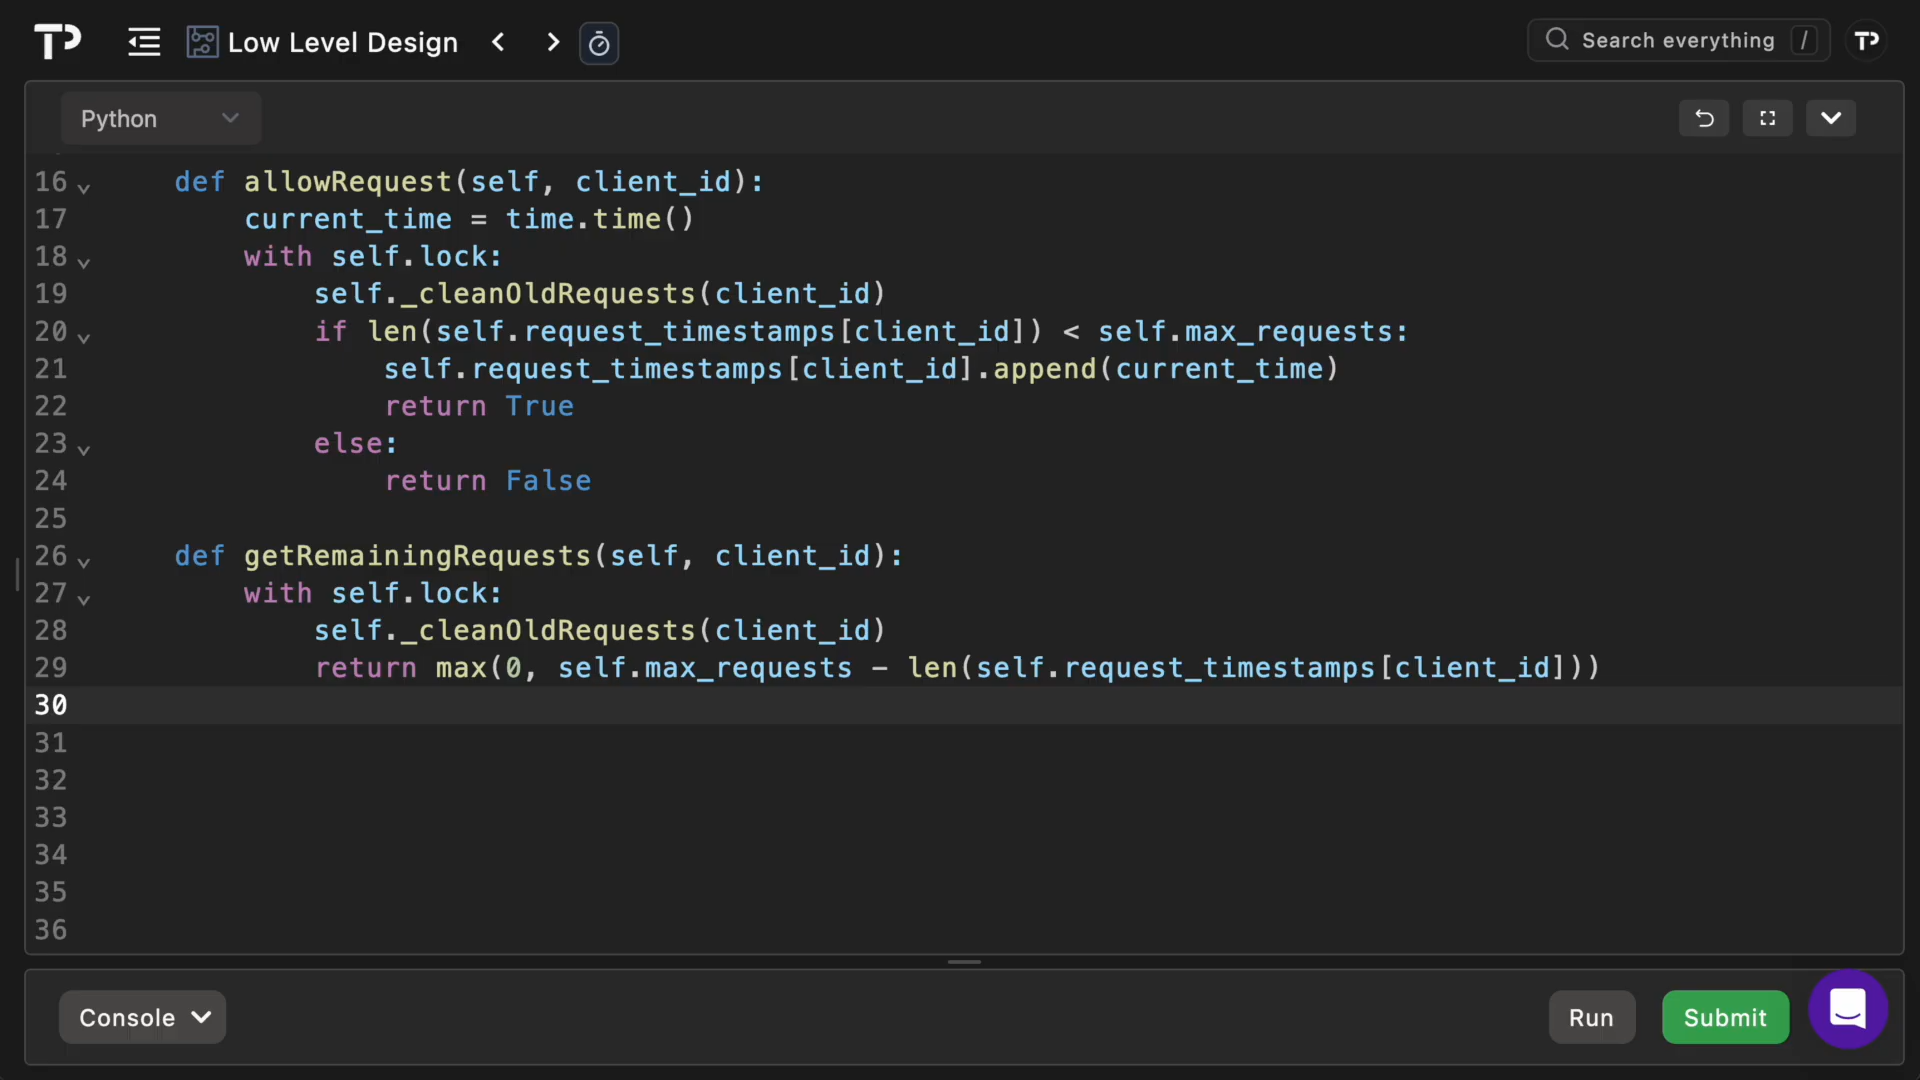 TP Low Level Design Search everything / TP
Python
16 def allowRequest(self, client_id):
17 current_time = time.time()
18 with self.lock:
19 self._cleanOldRequests(client_id)
20 if len(self.request_timestamps[client_id]) < self.max_requests:
21 self.request_timestamps[client_id].append(current_time)
22 return True
23 else:
24 return False
25
26 def getRemainingRequests(self, client_id):
27 with self.lock:
28 self._cleanOldRequests(client_id)
29 return max(0, self.max_requests - len(self.request_timestamps[client_id]))
30
31
32
33
34
35
36
Console Run Submit